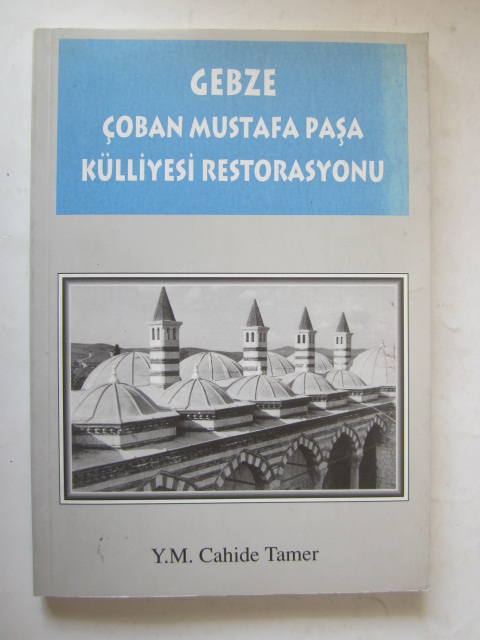 GEBZE
ÇOBAN MUSTAFA PAŞA
KÜLLİYESİ RESTORASYONU
Y.M. Cahide Tamer